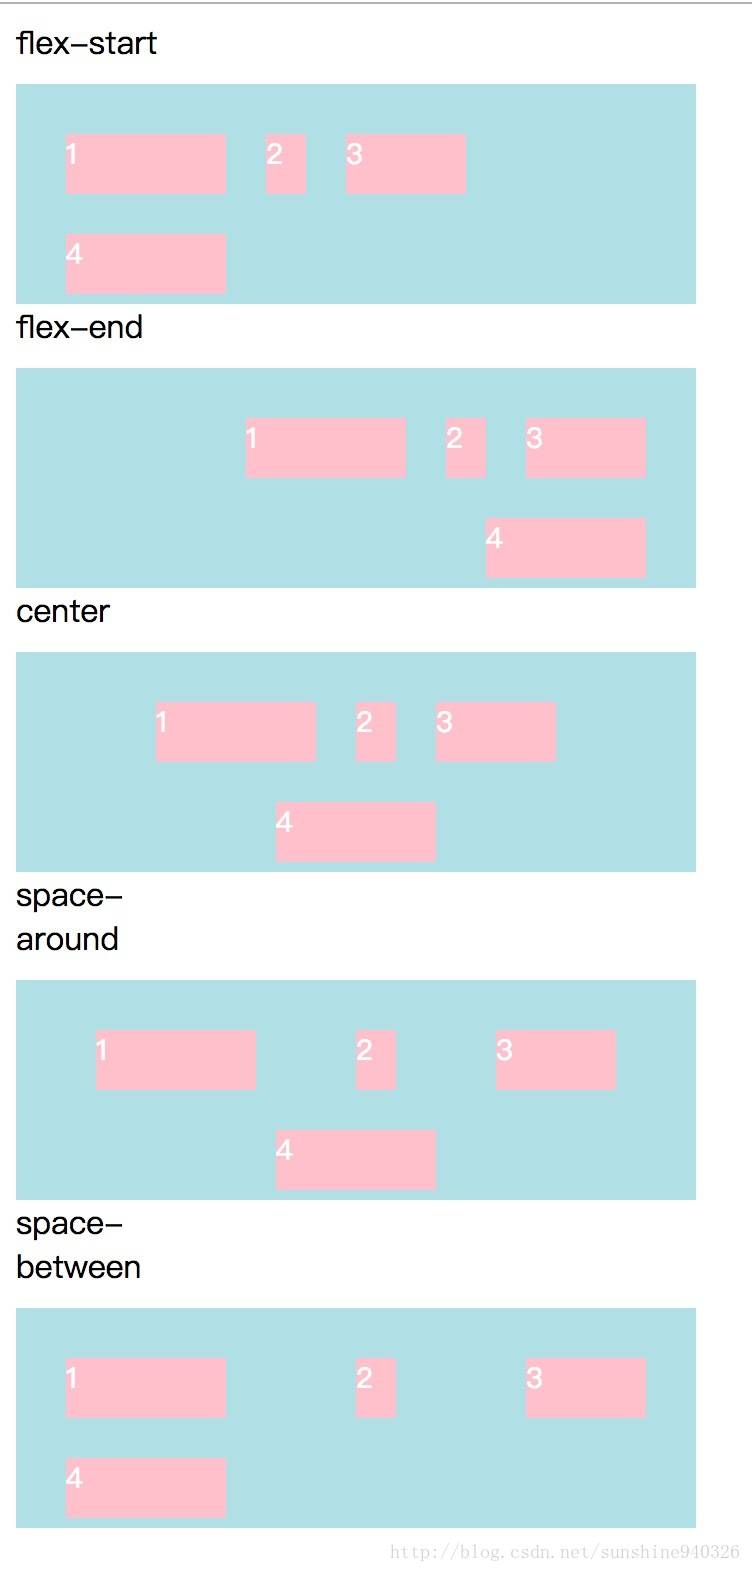 flex-start
1 2 3
4
flex-end
1 2 3
4
center
1 2 3
4
space-
around
1 2 3
4
space-
between
1 2 3
4
http://blog.csdn.net/sunshine940326